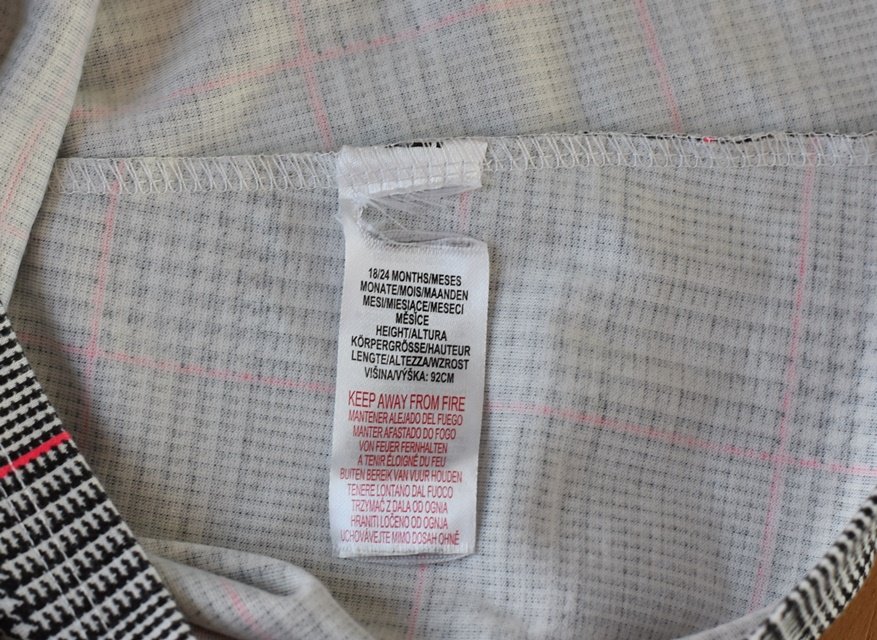 18/24 MONTHS/MESES
MONATE/MOIS/MAANDEN
MESI/MIESIĄCE/MESECI
MĚSÍCE
HEIGHT/ALTURA
KÖRPERGRÖSSE/HAUTEUR
LENGTE/ALTEZZA/WZROST
VIŠINA/VÝŠKA: 92CM
KEEP AWAY FROM FIRE
MANTENER ALEJADO DEL FUEGO
MANTER AFASTADO DO FOGO
VON FEUER FERNHALTEN
A TENIR ÉLOIGNÉ DU FEU
BUITEN BEREIK VAN VUUR HOUDEN
TENERE LONTANO DAL FUOCO
TRZYMAĆ Z DALA OD OGNIA
HRANITI LOČENO OD OGNJA
UCHOVÁVEJTE MIMO DOSAH OHNĚ